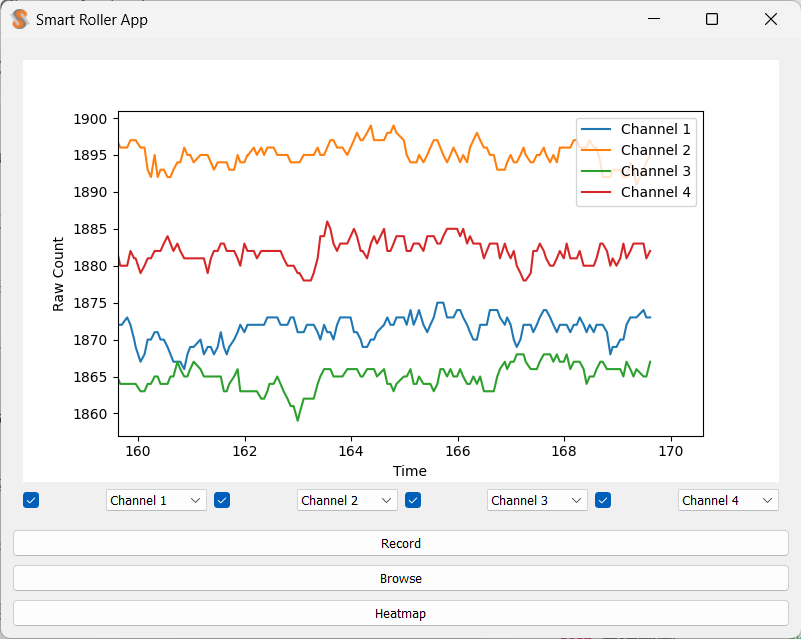 Smart Roller App
1900
1895
1890
1885
1880
1875
1870
1865
1860
Raw Count
Channel 1
Channel 2
Channel 3
Channel 4
160 162 164 166 168 170
Time
Channel 1 Channel 2 Channel 3 Channel 4
Record
Browse
Heatmap